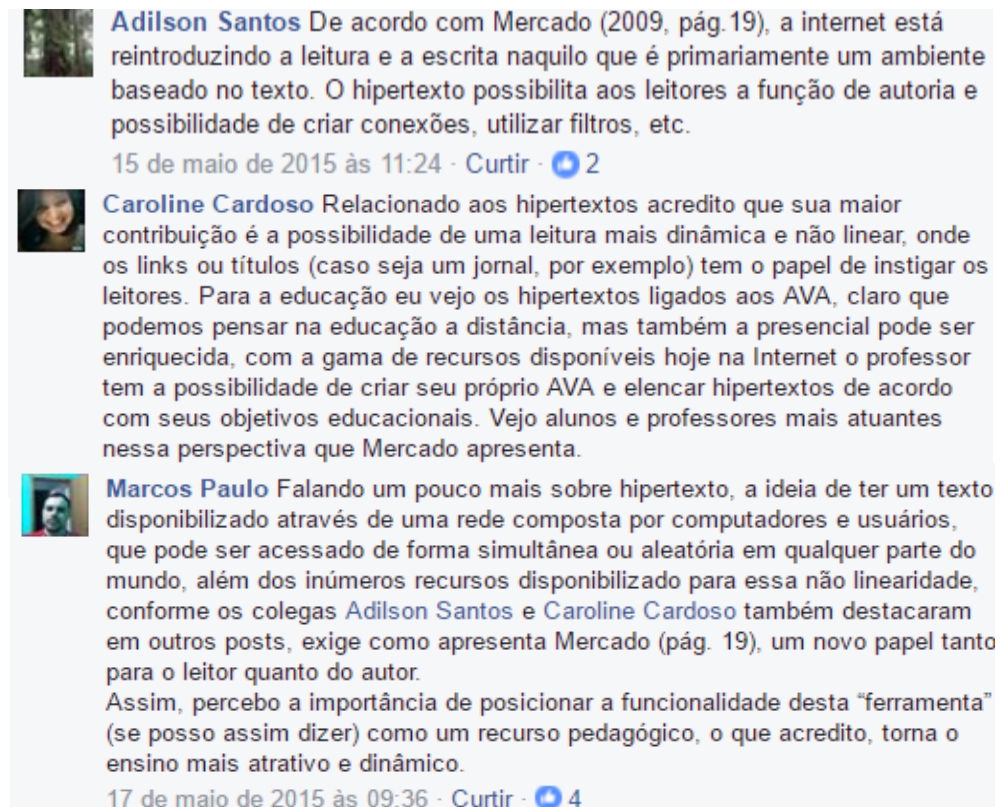 Adilson Santos De acordo com Mercado (2009, pág.19), a internet está
reintroduzindo a leitura e a escrita naquilo que é primariamente um ambiente
baseado no texto. O hipertexto possibilita aos leitores a função de autoria e
possibilidade de criar conexões, utilizar filtros, etc.
15 de maio de 2015 às 11:24 · Curtir · 2
Caroline Cardoso Relacionado aos hipertextos acredito que sua maior
contribuição é a possibilidade de uma leitura mais dinâmica e não linear, onde
os links ou títulos (caso seja um jornal, por exemplo) tem o papel de instigar os
leitores. Para a educação eu vejo os hipertextos ligados aos AVA, claro que
podemos pensar na educação a distância, mas também a presencial pode ser
enriquecida, com a gama de recursos disponíveis hoje na Internet o professor
tem a possibilidade de criar seu próprio AVA e elencar hipertextos de acordo
com seus objetivos educacionais. Vejo alunos e professores mais atuantes
nessa perspectiva que Mercado apresenta.
Marcos Paulo Falando um pouco mais sobre hipertexto, a ideia de ter um texto
disponibilizado através de uma rede composta por computadores e usuários,
que pode ser acessado de forma simultânea ou aleatória em qualquer parte do
mundo, além dos inúmeros recursos disponibilizado para essa não linearidade,
conforme os colegas Adilson Santos e Caroline Cardoso também destacaram
em outros posts, exige como apresenta Mercado (pág. 19), um novo papel tanto
para o leitor quanto do autor.
Assim, percebo a importância de posicionar a funcionalidade desta “ferramenta”
(se posso assim dizer) como um recurso pedagógico, o que acredito, torna o
ensino mais atrativo e dinâmico.
17 de maio de 2015 às 09:36 · Curtir · 4